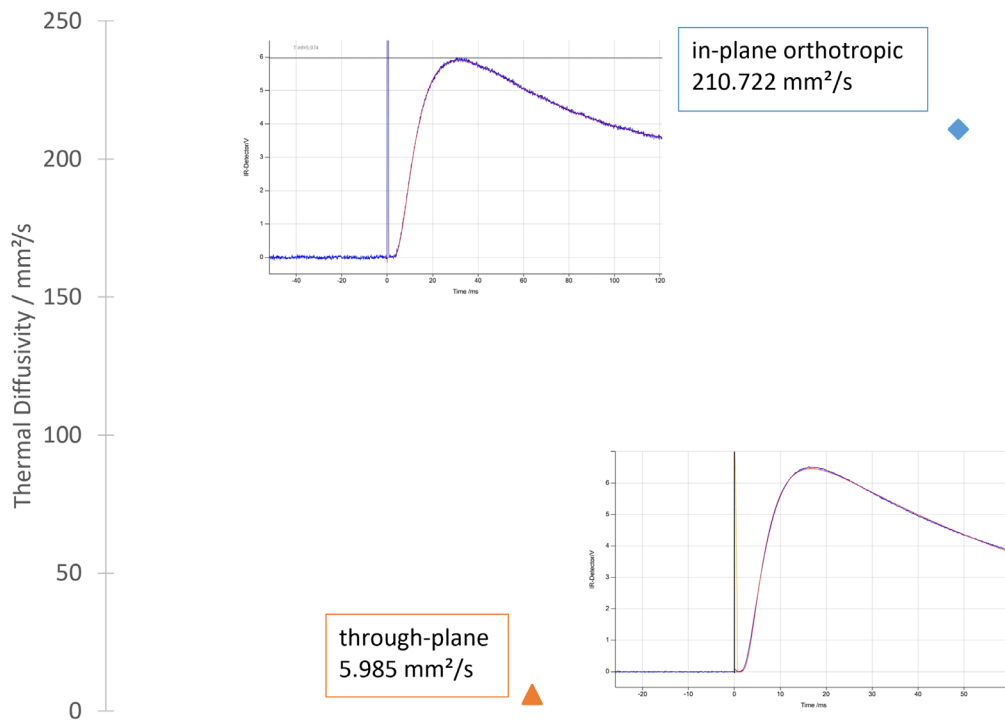 250
200
150
100
50
0
Thermal Diffusivity / mm²/s
in-plane orthotropic
210.722 mm²/s
through-plane
5.985 mm²/s
6
5
4
3
2
1
0
IR-Detector/V
-40 -20 0 20 40 60 80 100 120
Time /ms
6
5
4
3
2
1
0
IR-Detector/V
-20 -10 0 10 20 30 40 50
Time /ms